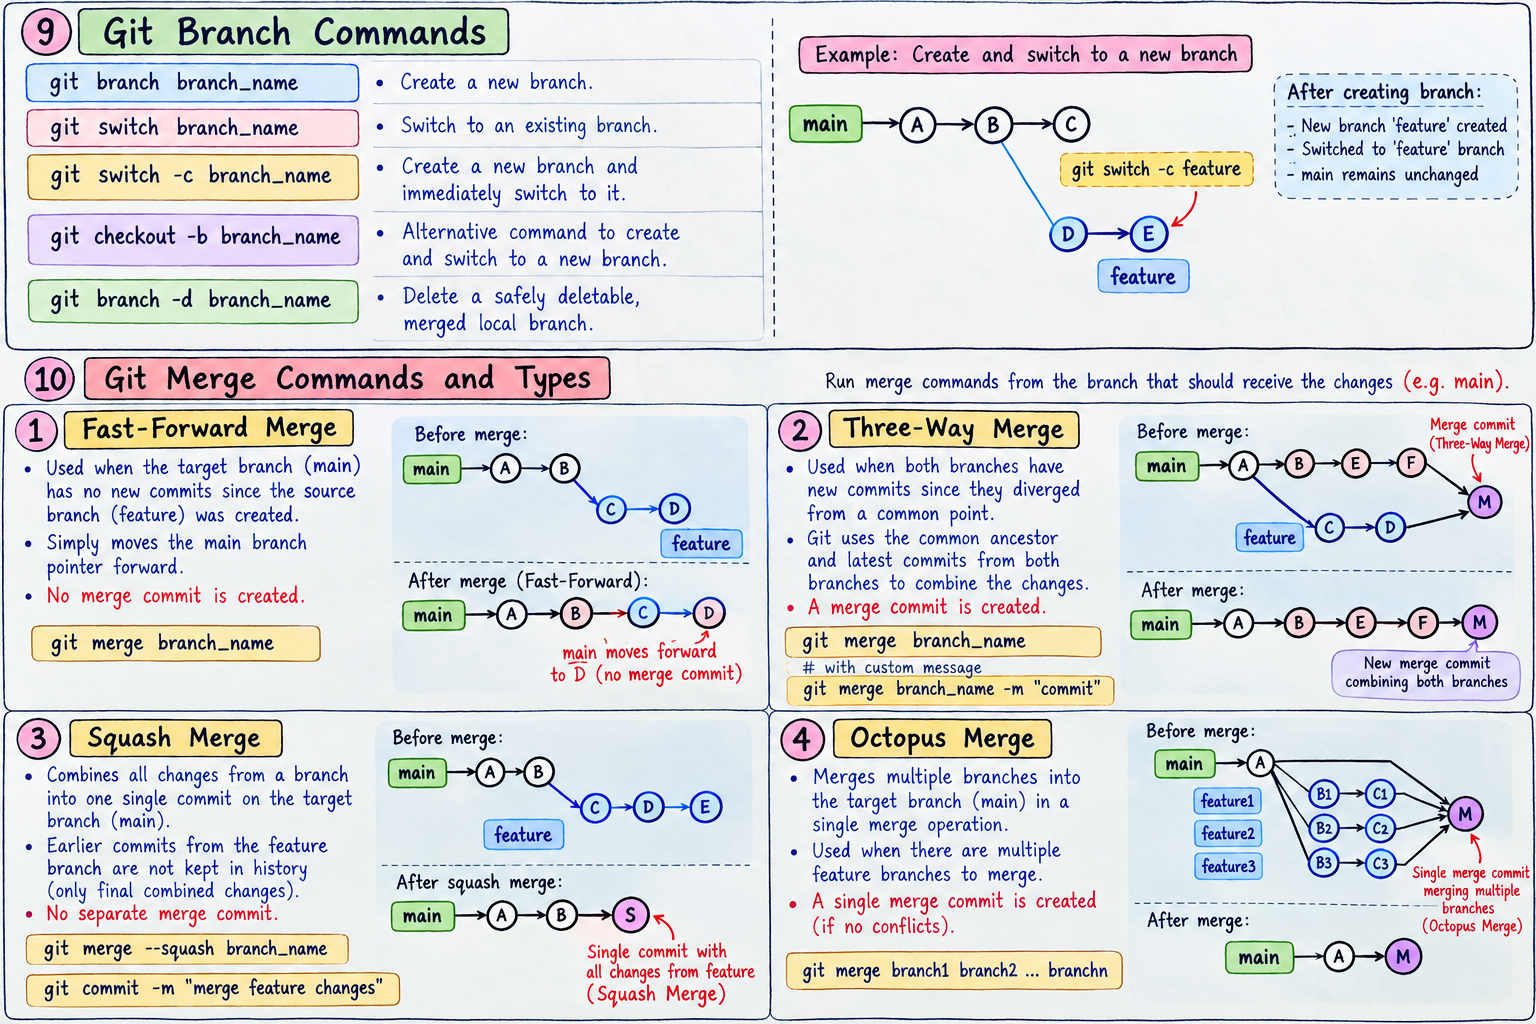 9 Git Branch Commands
git branch branch_name
• Create a new branch.
git switch branch_name
• Switch to an existing branch.
git switch -c branch_name
• Create a new branch and
immediately switch to it.
git checkout -b branch_name
• Alternative command to create
and switch to a new branch.
git branch -d branch_name
• Delete a safely deletable,
merged local branch.
Example: Create and switch to a new branch
main A B C
git switch -c feature
D E
feature
After creating branch:
- New branch 'feature' created
- Switched to 'feature' branch
- main remains unchanged
10 Git Merge Commands and Types
Run merge commands from the branch that should receive the changes (e.g. main).
1 Fast-Forward Merge
• Used when the target branch (main)
has no new commits since the source
branch (feature) was created.
• Simply moves the main branch
pointer forward.
• No merge commit is created.
git merge branch_name
Before merge:
main A B
C D
feature
After merge (Fast-Forward):
main A B C D
main moves forward
to D (no merge commit)
2 Three-Way Merge
• Used when both branches have
new commits since they diverged
from a common point.
• Git uses the common ancestor
and latest commits from both
branches to combine the changes.
• A merge commit is created.
git merge branch_name
# with custom message
git merge branch_name -m "commit"
Before merge:
Merge commit
(Three-Way Merge)
main A B E F
M
feature C D
After merge:
main A B E F M
New merge commit
combining both branches
3 Squash Merge
• Combines all changes from a branch
into one single commit on the target
branch (main).
• Earlier commits from the feature
branch are not kept in history
(only final combined changes).
• No separate merge commit.
git merge --squash branch_name
git commit -m "merge feature changes"
Before merge:
main A B
C D E
feature
After squash merge:
main A B S
Single commit with
all changes from feature
(Squash Merge)
4 Octopus Merge
• Merges multiple branches into
the target branch (main) in a
single merge operation.
• Used when there are multiple
feature branches to merge.
• A single merge commit is created
(if no conflicts).
git merge branch1 branch2 ... branchn
Before merge:
main A
feature1 B1 C1
M
feature2 B2 C2
feature3 B3 C3
Single merge commit
merging multiple
branches
(Octopus Merge)
After merge:
main A M